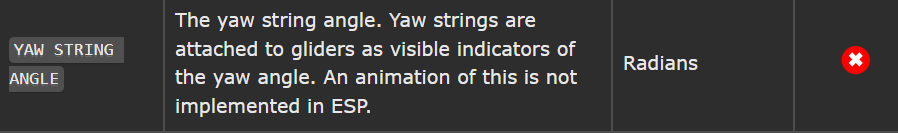 YAW STRING
ANGLE
The yaw string angle. Yaw strings are
attached to gliders as visible indicators of
the yaw angle. An animation of this is not
implemented in ESP.
Radians